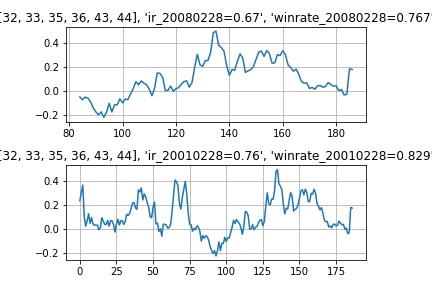 [32, 33, 35, 36, 43, 44], 'ir_20080228=0.67', 'winrate_20080228=0.767'
0.4
0.2
0.0
−0.2
80 100 120 140 160 180
[32, 33, 35, 36, 43, 44], 'ir_20010228=0.76', 'winrate_20010228=0.829'
0.4
0.2
0.0
−0.2
0 25 50 75 100 125 150 175